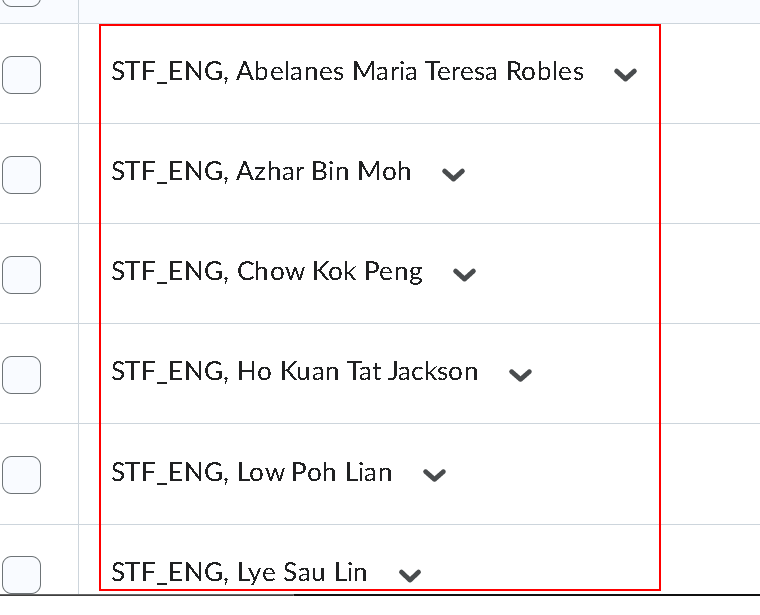 STF_ENG, Abelanes Maria Teresa Robles
STF_ENG, Azhar Bin Moh
STF_ENG, Chow Kok Peng
STF_ENG, Ho Kuan Tat Jackson
STF_ENG, Low Poh Lian
STF_ENG, Lye Sau Lin